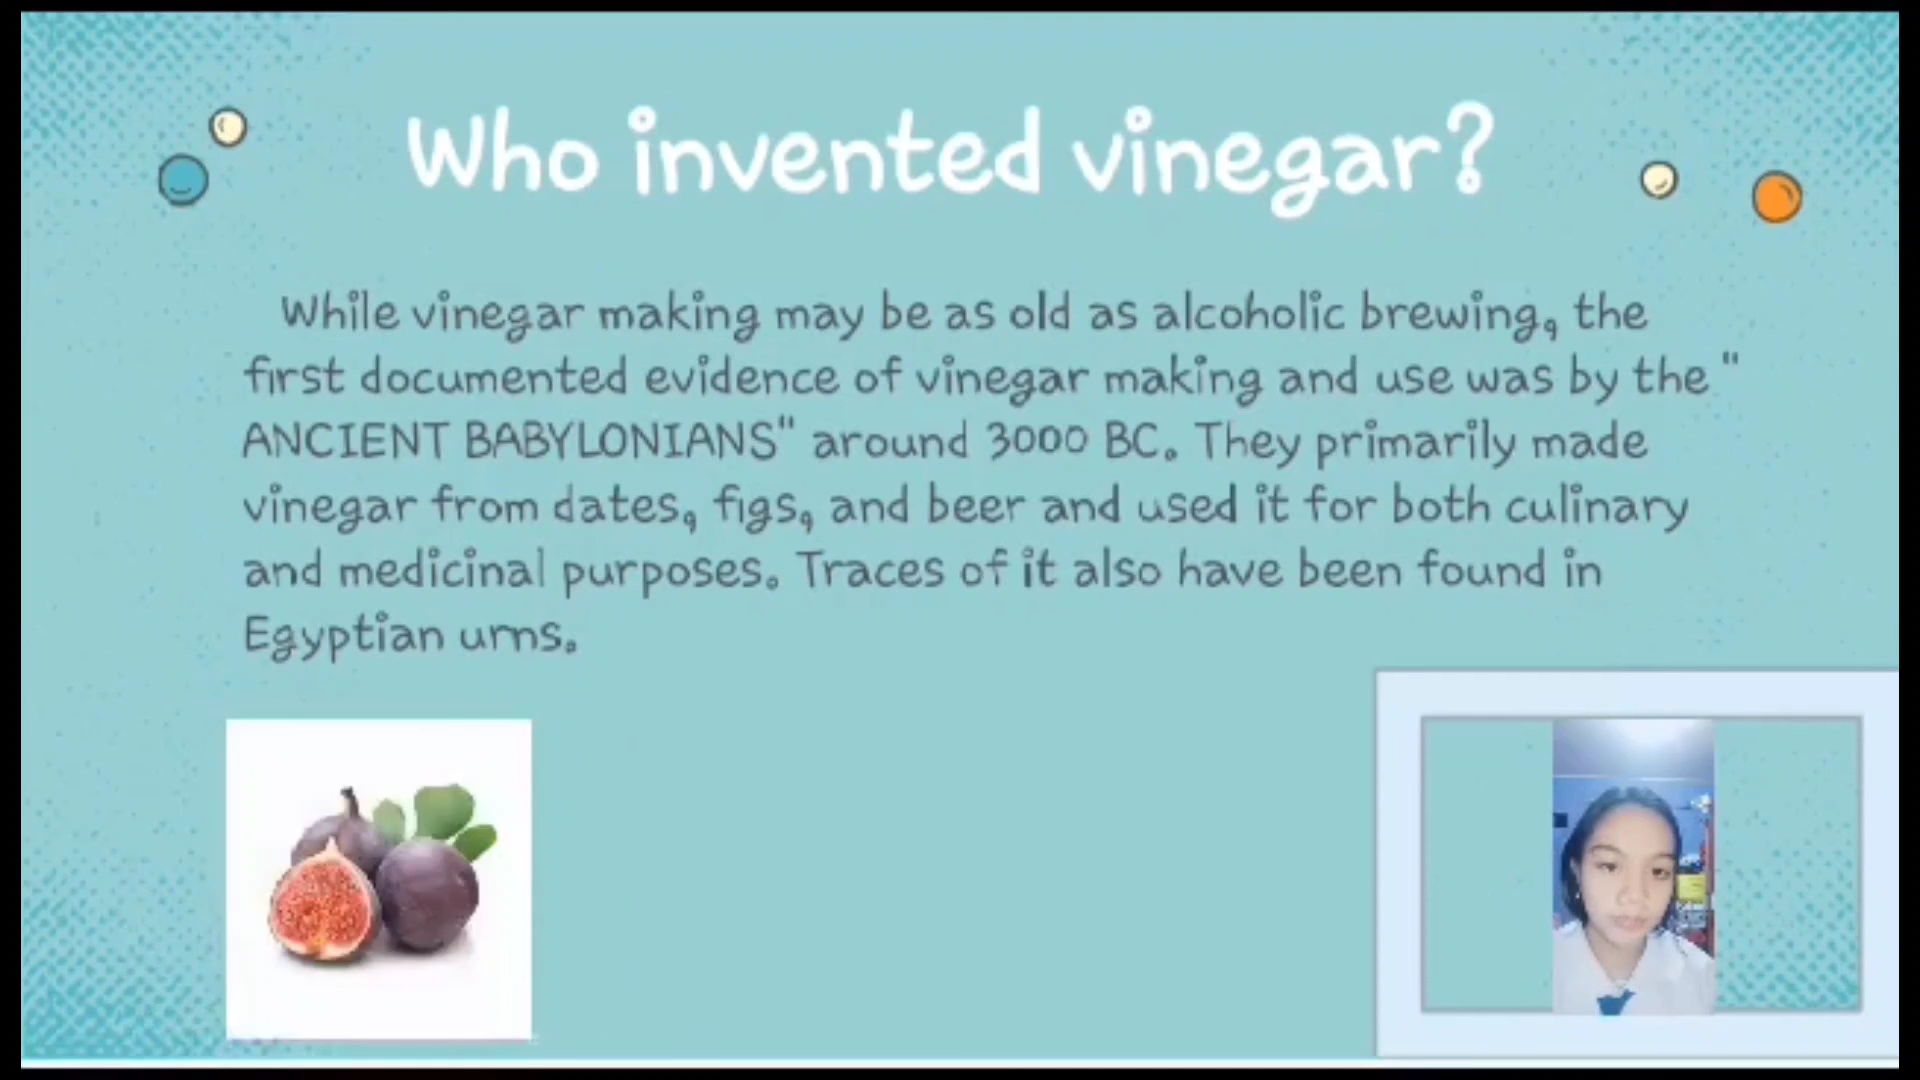 Who invented vinegar?
While vinegar making may be as old as alcoholic brewing, the
first documented evidence of vinegar making and use was by the "
ANCIENT BABYLONIANS" around 3000 BC. They primarily made
vinegar from dates, figs, and beer and used it for both culinary
and medicinal purposes. Traces of it also have been found in
Egyptian urns.